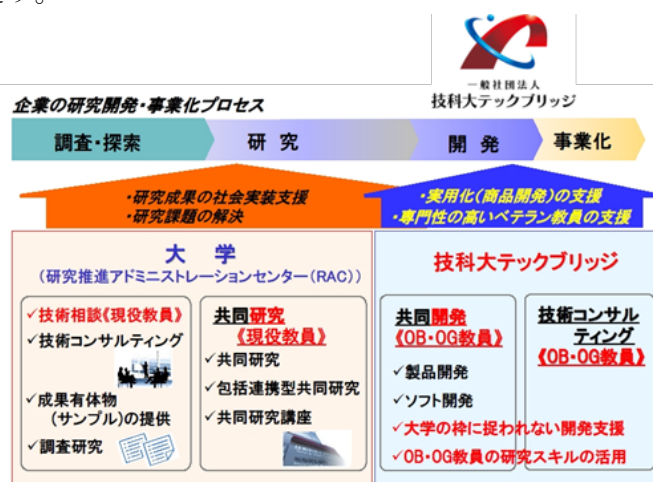 す。
一般社団法人
技科大テックブリッジ
企業の研究開発・事業化プロセス
調査・探索
研究
開発
事業化
・研究成果の社会実装支援
・研究課題の解決
・実用化(商品開発)の支援
・専門性の高いベテラン教員の支援
大学
(研究推進アドミニストレーションセンター(RAC))
✓技術相談《現役教員》
✓技術コンサルティング
✓成果有体物
(サンプル)の提供
✓調査研究
共同研究
《現役教員》
✓共同研究
✓包括連携型共同研究
✓共同研究講座
技科大テックブリッジ
共同開発
《OB・OG教員》
✓製品開発
✓ソフト開発
✓大学の枠に捉われない開発支援
✓OB・OG教員の研究スキルの活用
技術コンサル
ティング
《OB・OG教員》